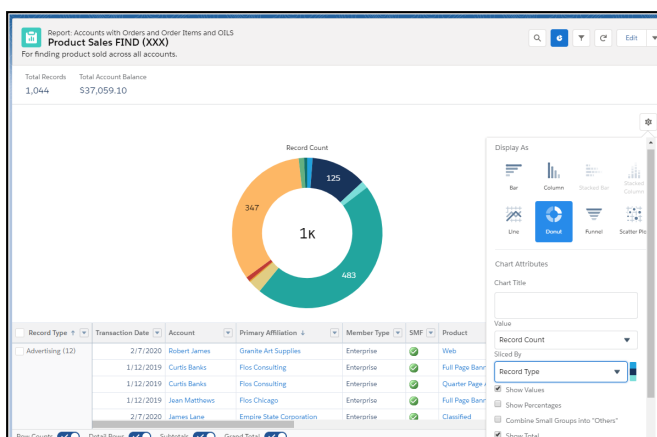 Report: Accounts with Orders and Order Items and OILS
Product Sales FIND (XXX)
For finding product sold across all accounts.
Edit
Total Records Total Account Balance
1,044 $37,059.10
Record Count
125
347
1K
483
Display As
Bar Column Stacked Bar Stacked Column
Line Donut Funnel Scatter Plo
Chart Attributes
Chart Title
Value
Record Count
Sliced By
Record Type
Show Values
Show Percentages
Combine Small Groups into "Others"
Show Total
Record Type ↑ Transaction Date Account Primary Affiliation ↓ Member Type SMF Product
Advertising (12) 2/7/2020 Robert James Granite Art Supplies Enterprise Web
1/12/2019 Curtis Banks Flos Consulting Enterprise Full Page Bann
1/12/2019 Curtis Banks Flos Consulting Enterprise Quarter Page A
1/12/2019 Jean Matthews Flos Chicago Enterprise Full Page Bann
2/7/2020 James Lane Empire State Corporation Enterprise Classified
Row Counts Detail Rows Subtotals Grand Total